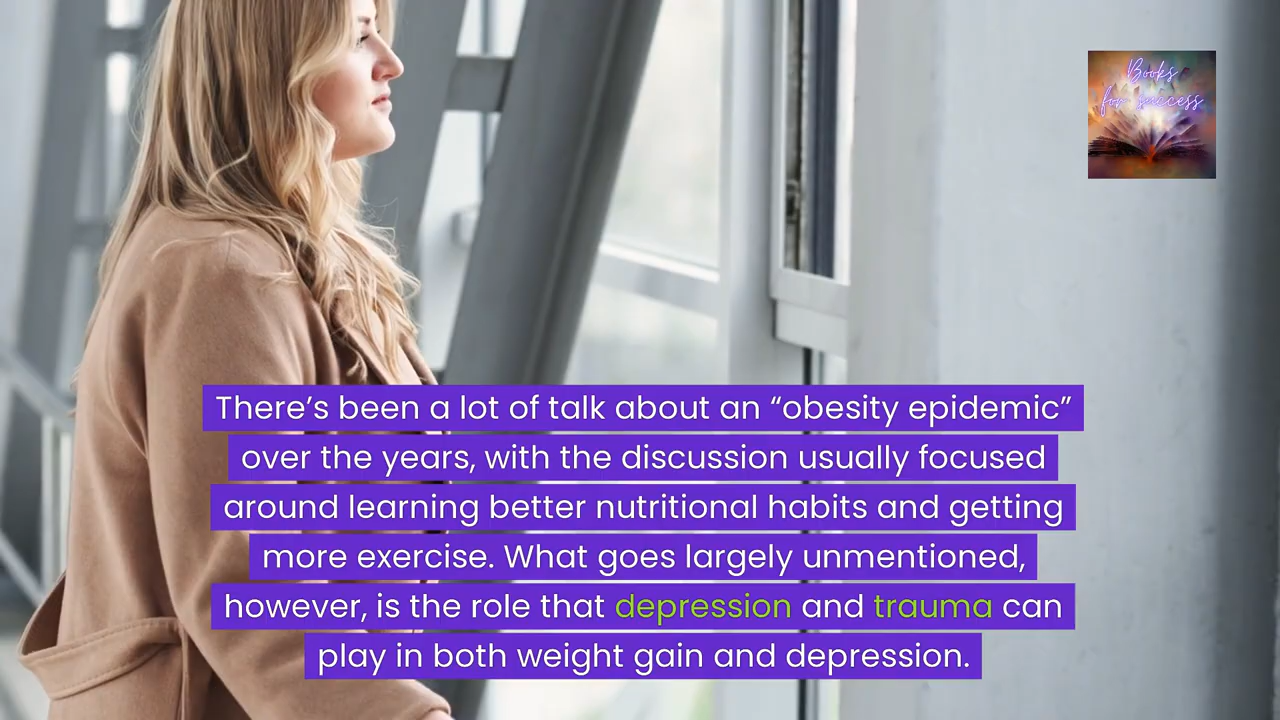 Books
for success
There’s been a lot of talk about an “obesity epidemic”
over the years, with the discussion usually focused
around learning better nutritional habits and getting
more exercise. What goes largely unmentioned,
however, is the role that depression and trauma can
play in both weight gain and depression.